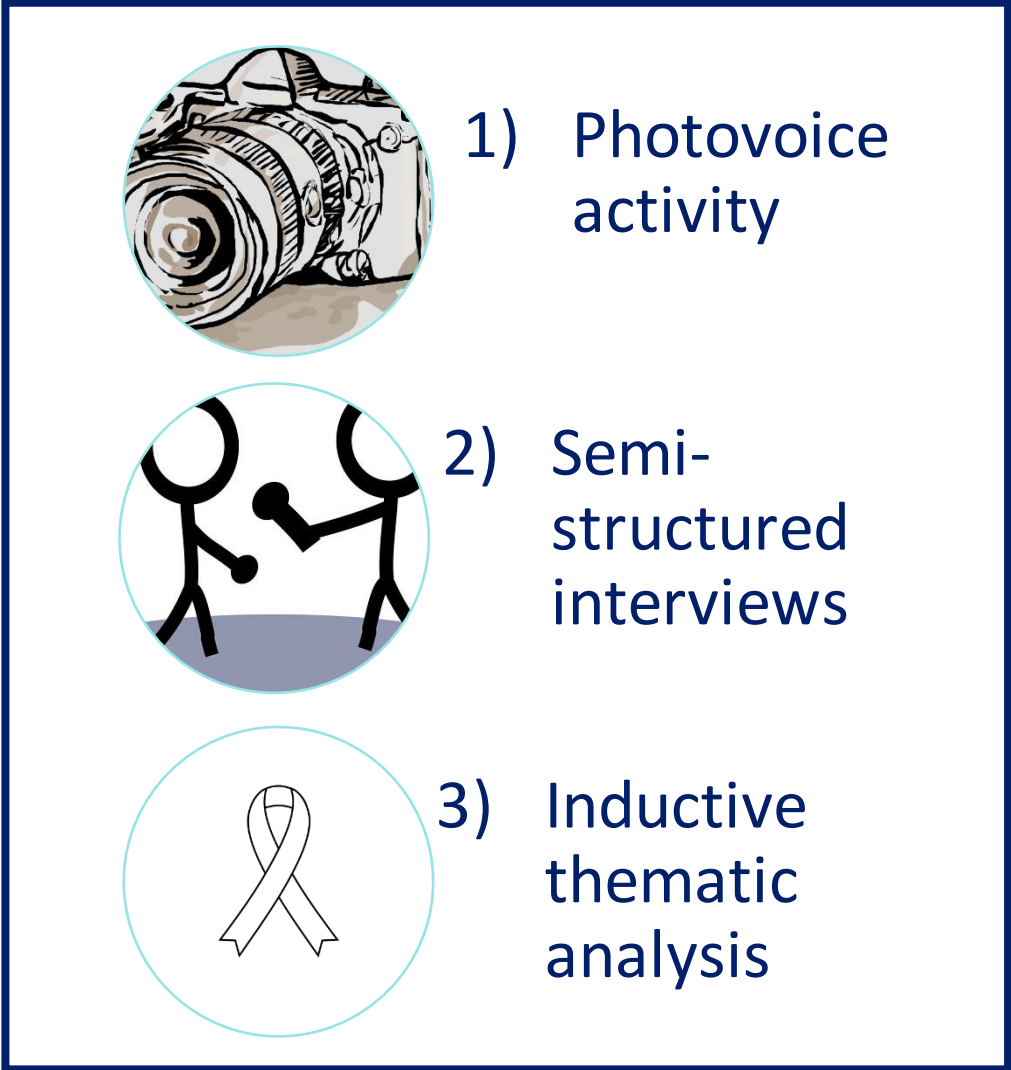 1) Photovoice
activity
2) Semi-
structured
interviews
3) Inductive
thematic
analysis